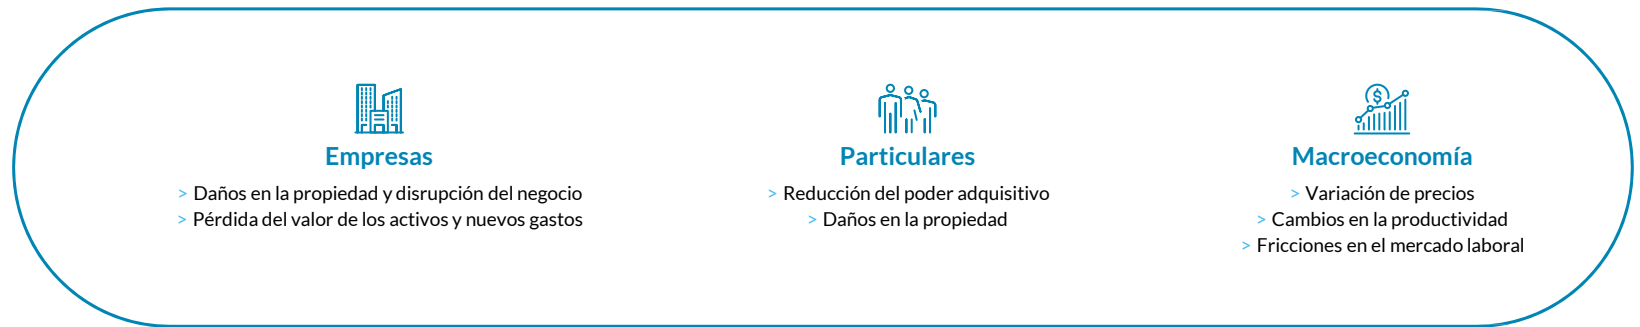 Empresas
> Daños en la propiedad y disrupción del negocio
> Pérdida del valor de los activos y nuevos gastos
Particulares
> Reducción del poder adquisitivo
> Daños en la propiedad
$
Macroeconomía
> Variación de precios
> Cambios en la productividad
> Fricciones en el mercado laboral